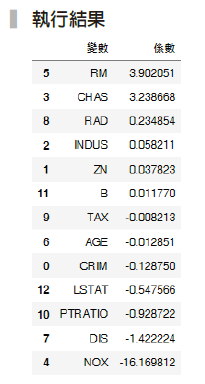 執行結果
變數 係數
5 RM 3.902051
3 CHAS 3.238668
8 RAD 0.234854
2 INDUS 0.058211
1 ZN 0.037823
11 B 0.011770
9 TAX -0.008213
6 AGE -0.012851
0 CRIM -0.128750
12 LSTAT -0.547566
10 PTRATIO -0.928722
7 DIS -1.422224
4 NOX -16.169812